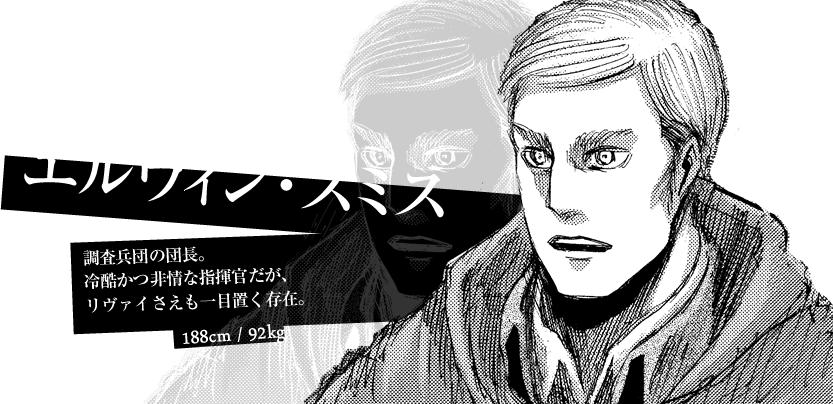 エルヴィン・スミス
調査兵団の団長。
冷酷かつ非情な指揮官だが、
リヴァイさえも一目置く存在。
188cm / 92kg